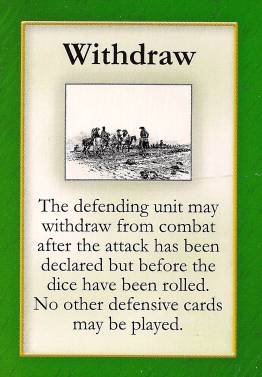 Withdraw
The defending unit may
withdraw from combat
after the attack has been
declared but before the
dice have been rolled.
No other defensive cards
may be played.